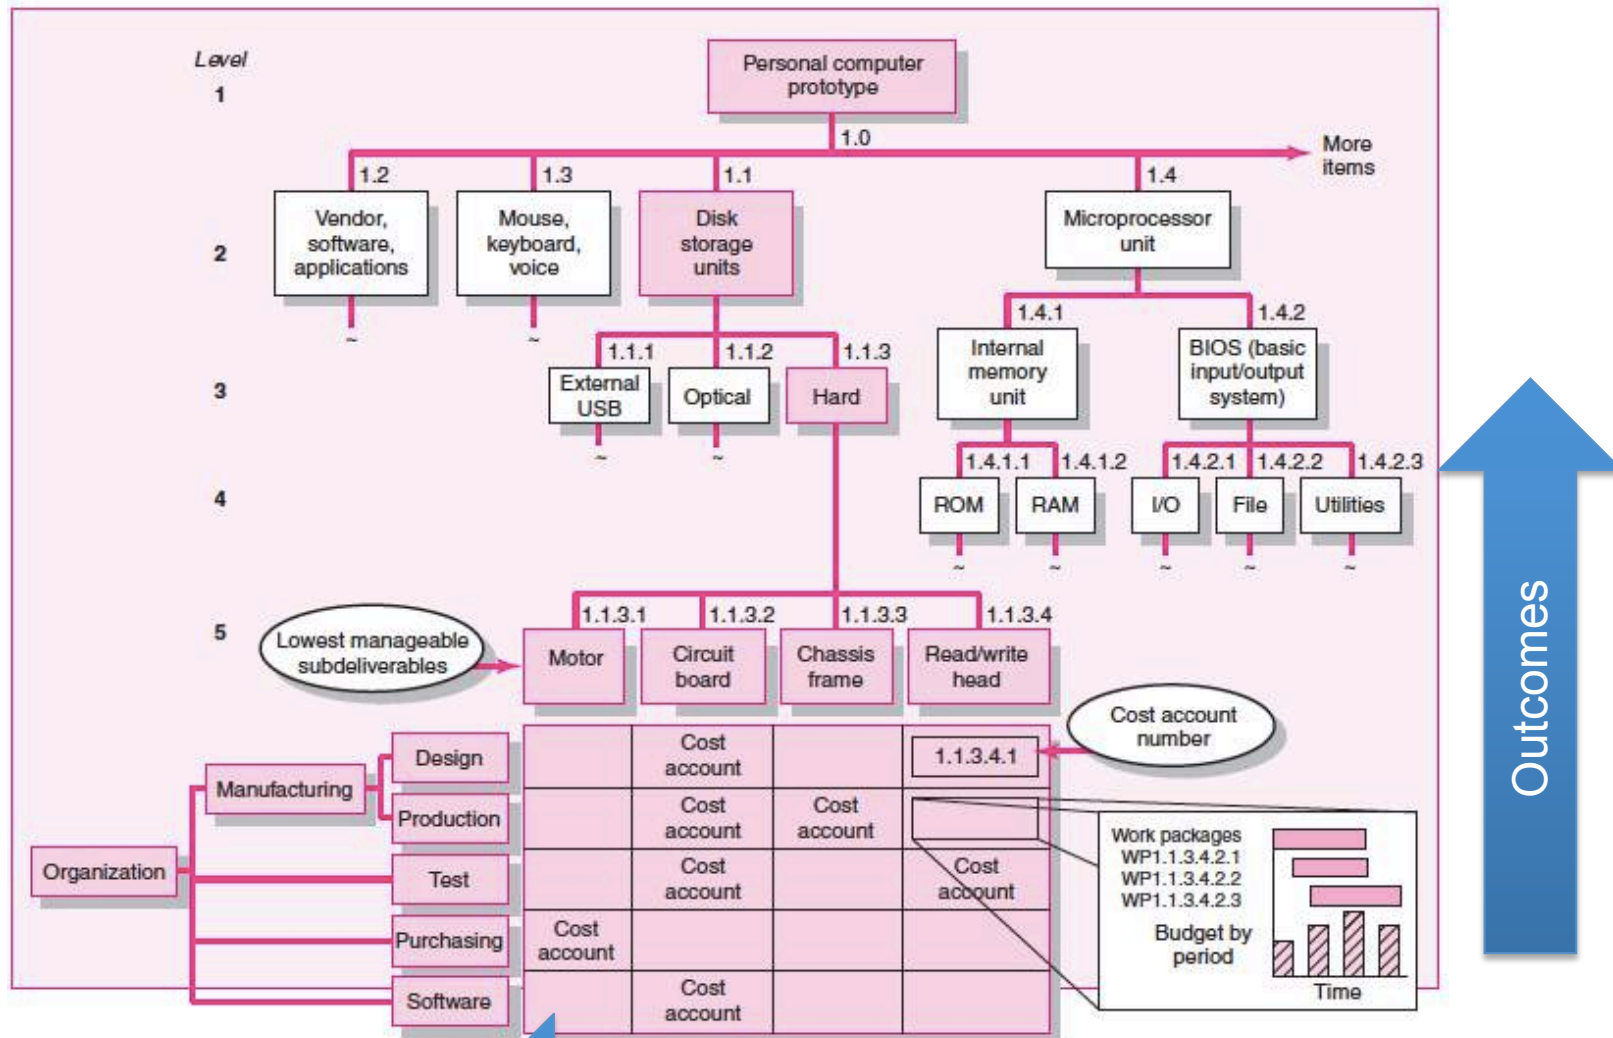 Level
1
Personal computer
prototype
1.0
More
items
1.2
1.3
1.1
1.4
2
Vendor,
software,
applications
Mouse,
keyboard,
voice
Disk
storage
units
Microprocessor
unit
~
~
1.1.1
1.1.2
1.1.3
1.4.1
1.4.2
3
External
USB
Optical
Hard
Internal
memory
unit
BIOS (basic
input/output
system)
~
~
1.4.1.1
1.4.1.2
1.4.2.1
1.4.2.2
1.4.2.3
4
ROM
RAM
I/O
File
Utilities
~
~
~
~
~
1.1.3.1
1.1.3.2
1.1.3.3
1.1.3.4
5
Lowest manageable
subdeliverables
Motor
Circuit
board
Chassis
frame
Read/write
head
Cost account
number
Organization
Manufacturing
Design
Cost
account
1.1.3.4.1
Production
Cost
account
Cost
account
Test
Cost
account
Cost
account
Purchasing
Cost
account
Software
Cost
account
Work packages
WP1.1.3.4.2.1
WP1.1.3.4.2.2
WP1.1.3.4.2.3
Budget by
period
Time
Outcomes